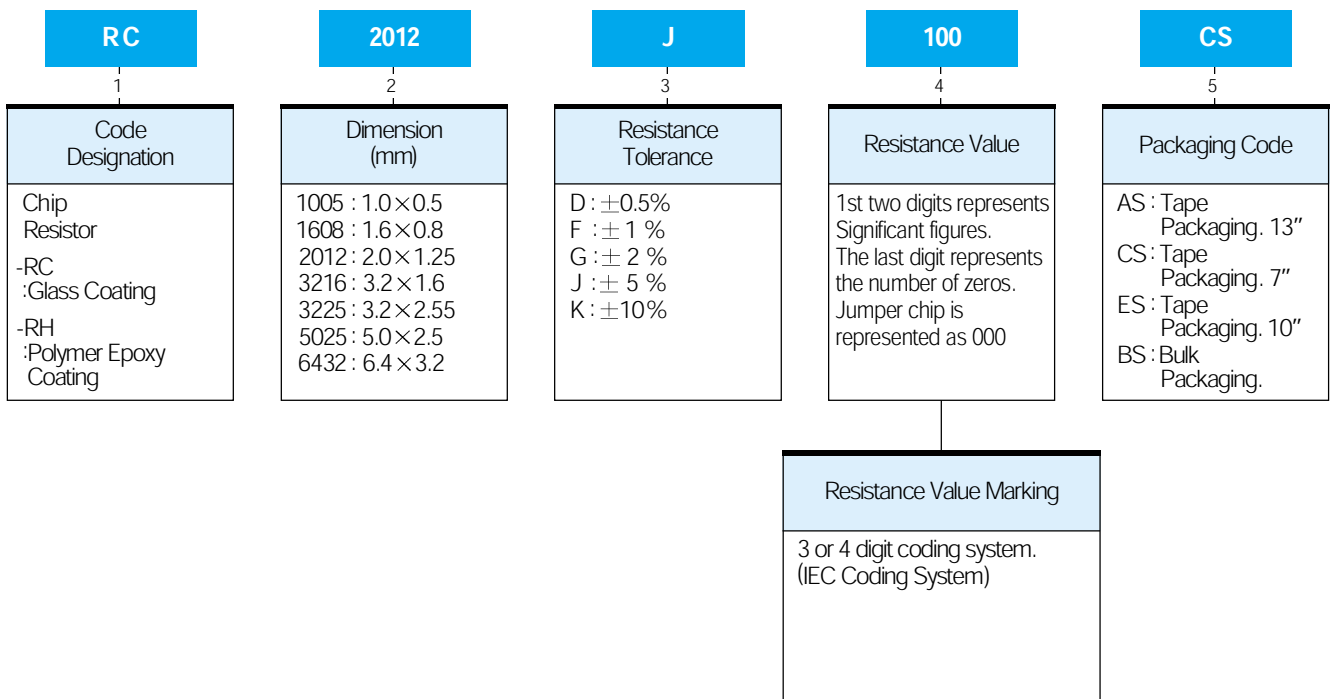 RC
2012
J
100
CS
1
2
3
4
5
Code
Designation
Chip
Resistor
-RC
:Glass Coating
-RH
:Polymer Epoxy
Coating
Dimension
(mm)
1005 : 1.0×0.5
1608 : 1.6×0.8
2012 : 2.0×1.25
3216 : 3.2×1.6
3225 : 3.2×2.55
5025 : 5.0×2.5
6432 : 6.4×3.2
Resistance
Tolerance
D : ±0.5%
F : ± 1 %
G : ± 2 %
J : ± 5 %
K : ±10%
Resistance Value
1st two digits represents
Significant figures.
The last digit represents
the number of zeros.
Jumper chip is
represented as 000
Packaging Code
AS : Tape
Packaging. 13″
CS : Tape
Packaging. 7″
ES : Tape
Packaging. 10″
BS : Bulk
Packaging.
Resistance Value Marking
3 or 4 digit coding system.
(IEC Coding System)